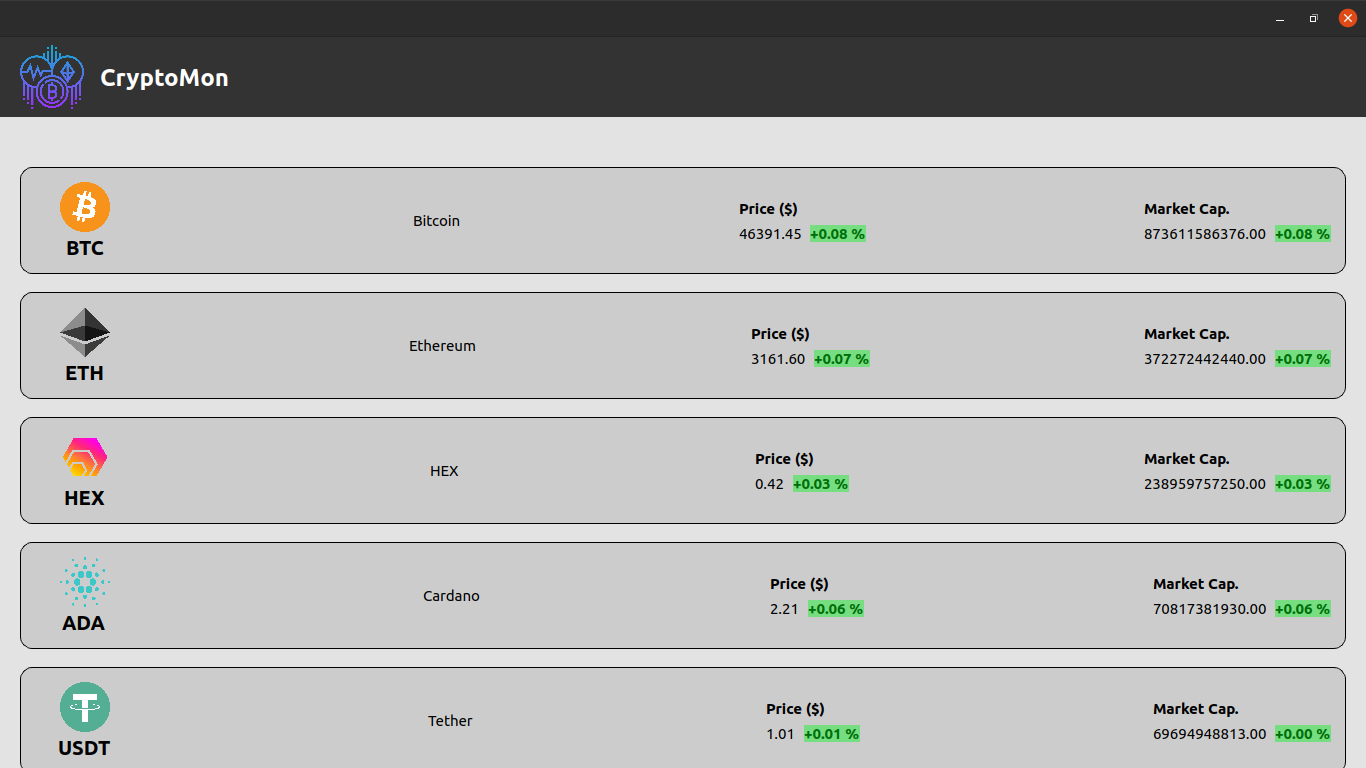 CryptoMon
BTC
Bitcoin
Price ($)
46391.45 +0.08 %
Market Cap.
873611586376.00 +0.08 %
ETH
Ethereum
Price ($)
3161.60 +0.07 %
Market Cap.
372272442440.00 +0.07 %
HEX
HEX
Price ($)
0.42 +0.03 %
Market Cap.
238959757250.00 +0.03 %
ADA
Cardano
Price ($)
2.21 +0.06 %
Market Cap.
70817381930.00 +0.06 %
USDT
Tether
Price ($)
1.01 +0.01 %
Market Cap.
69694948813.00 +0.00 %